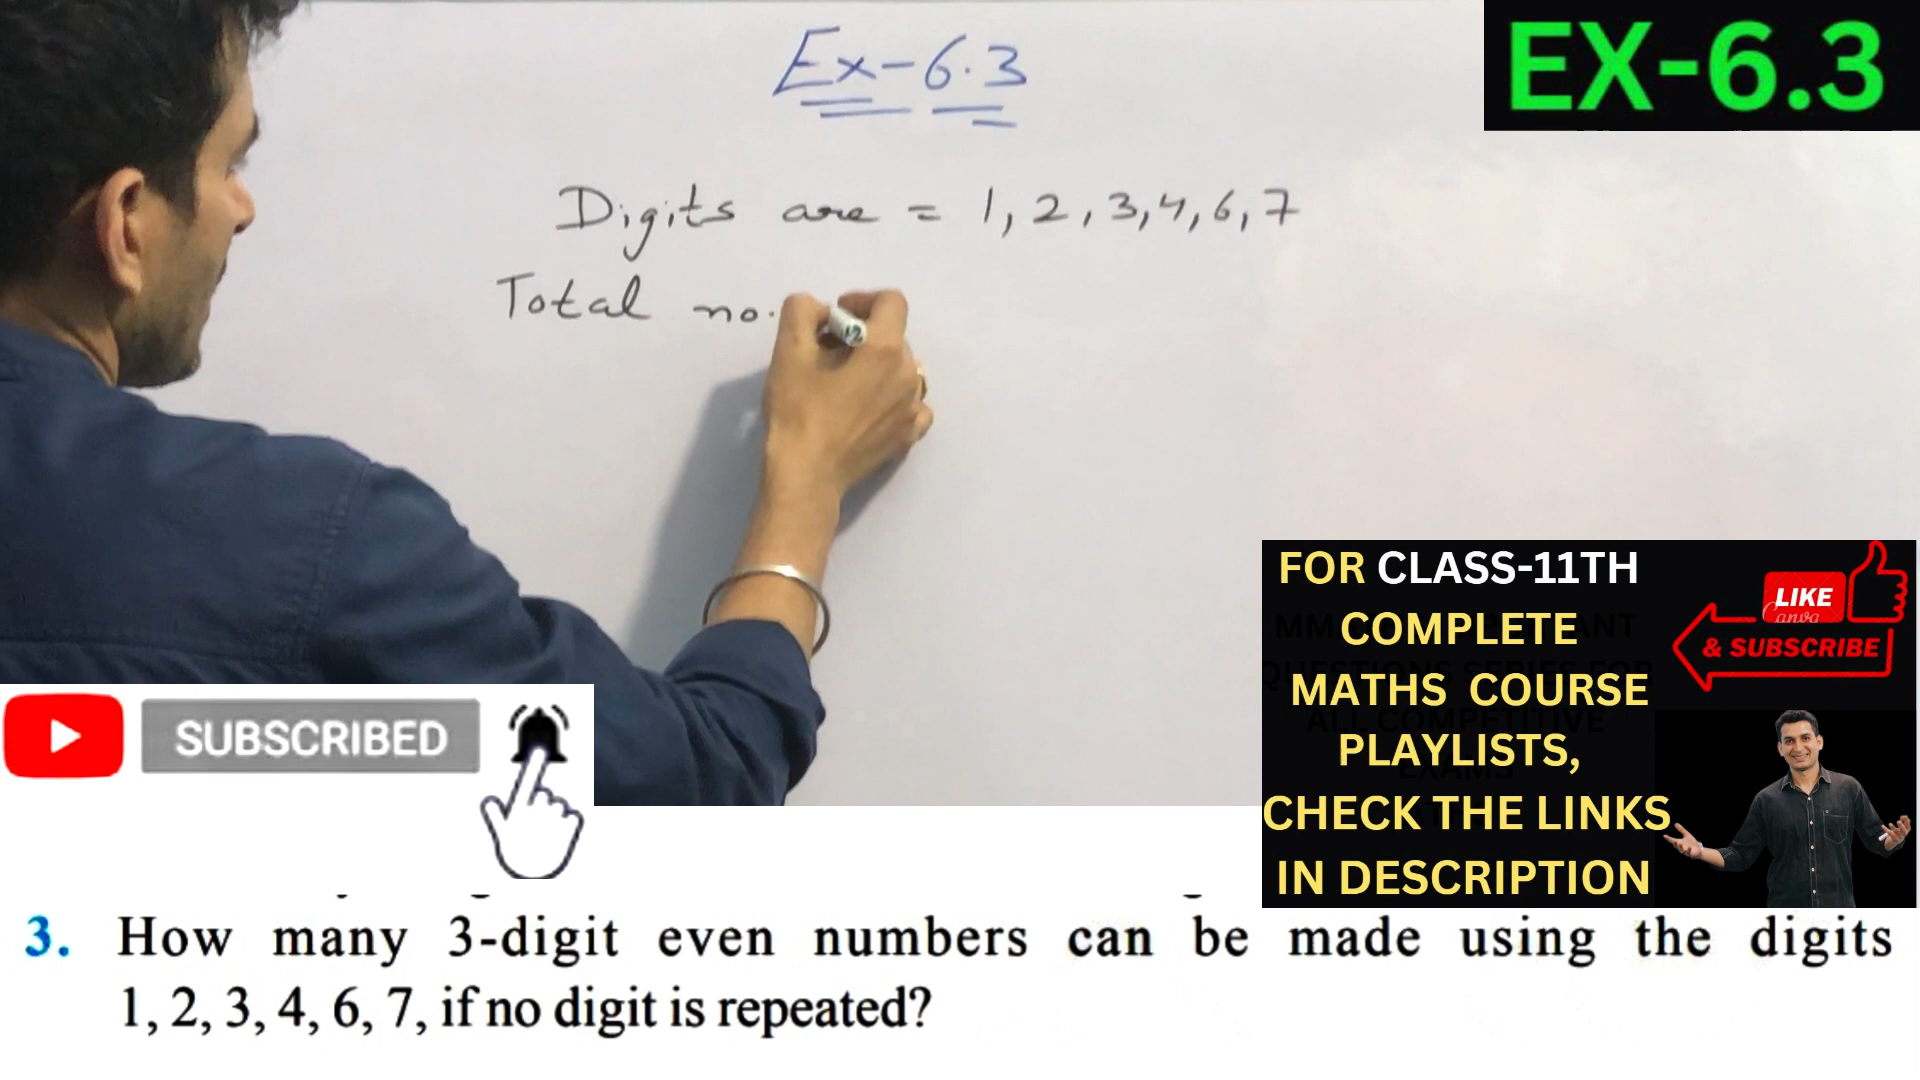 Ex-6.3
EX-6.3
Digits are = 1, 2, 3, 4, 6, 7
Total no.
FOR CLASS-11TH
COMPLETE
MATHS COURSE
PLAYLISTS,
CHECK THE LINKS
IN DESCRIPTION
LIKE
Canva
& SUBSCRIBE
SUBSCRIBED
3. How many 3-digit even numbers can be made using the digits
1, 2, 3, 4, 6, 7, if no digit is repeated?